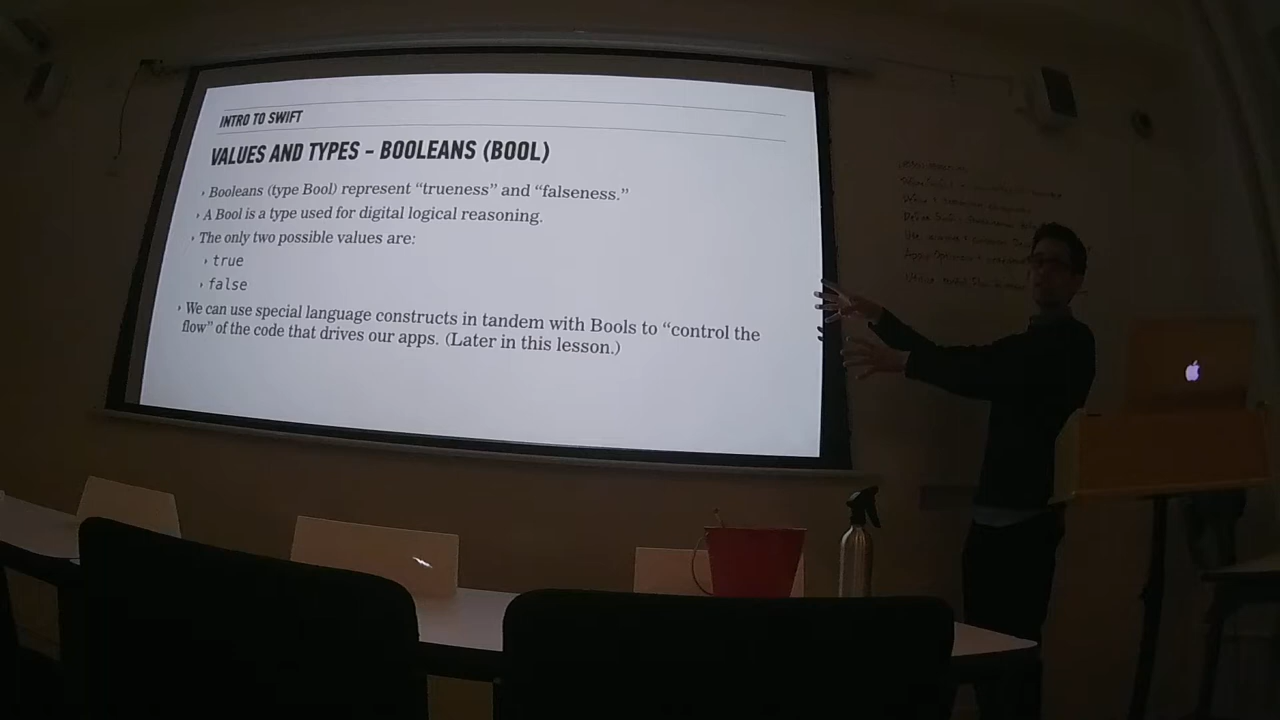 INTRO TO SWIFT
VALUES AND TYPES – BOOLEANS (BOOL)
› Booleans (type Bool) represent “trueness” and “falseness.”
› A Bool is a type used for digital logical reasoning.
› The only two possible values are:
› true
› false
› We can use special language constructs in tandem with Bools to “control the
flow” of the code that drives our apps. (Later in this lesson.)